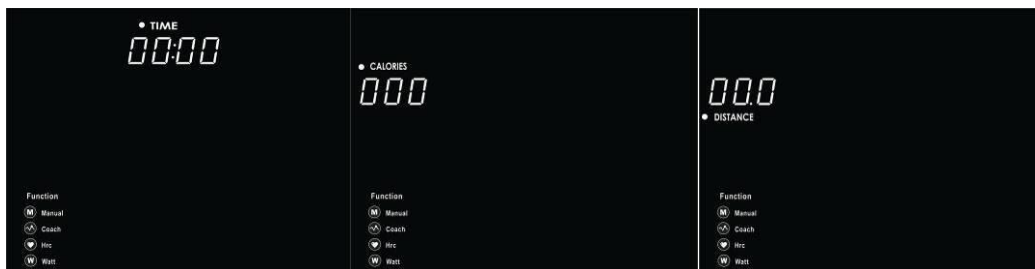 TIME
00:00
Function
M Manual
Coach
Hrc
W Watt
CALORIES
000
Function
M Manual
Coach
Hrc
W Watt
00.0
DISTANCE
Function
M Manual
Coach
Hrc
W Watt